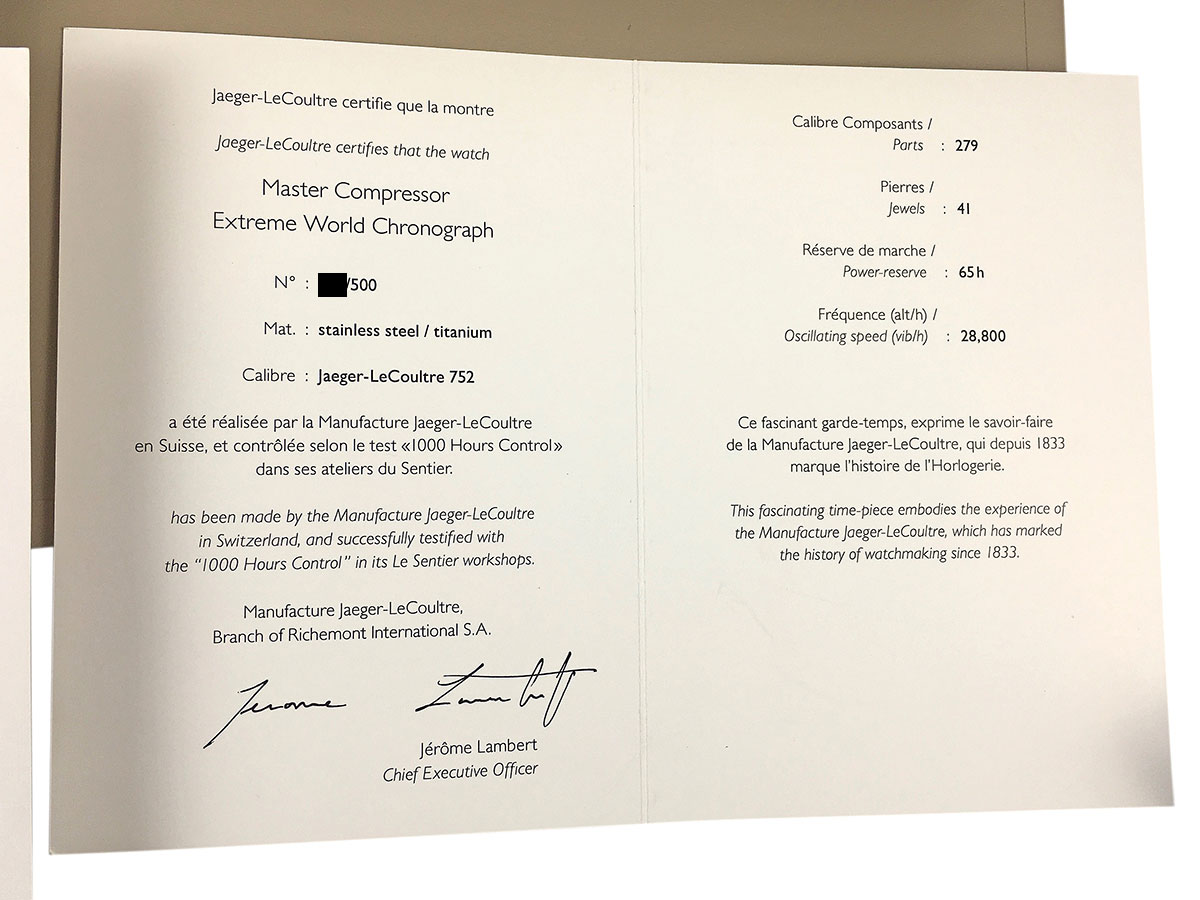 Jaeger-LeCoultre certifie que la montre
Jaeger-LeCoultre certifies that the watch
Master Compressor
Extreme World Chronograph
N° : /500
Mat. : stainless steel / titanium
Calibre : Jaeger-LeCoultre 752
a été réalisée par la Manufacture Jaeger-LeCoultre
en Suisse, et contrôlée selon le test «1000 Hours Control»
dans ses ateliers du Sentier.
has been made by the Manufacture Jaeger-LeCoultre
in Switzerland, and successfully testified with
the “1000 Hours Control” in its Le Sentier workshops.
Manufacture Jaeger-LeCoultre,
Branch of Richemont International S.A.
Jerome Lambert
Jérôme Lambert
Chief Executive Officer
Calibre Composants /
Parts : 279
Pierres /
Jewels : 41
Réserve de marche /
Power-reserve : 65 h
Fréquence (alt/h) /
Oscillating speed (vib/h) : 28,800
Ce fascinant garde-temps, exprime le savoir-faire
de la Manufacture Jaeger-LeCoultre, qui depuis 1833
marque l'histoire de l'Horlogerie.
This fascinating time-piece embodies the experience of
the Manufacture Jaeger-LeCoultre, which has marked
the history of watchmaking since 1833.